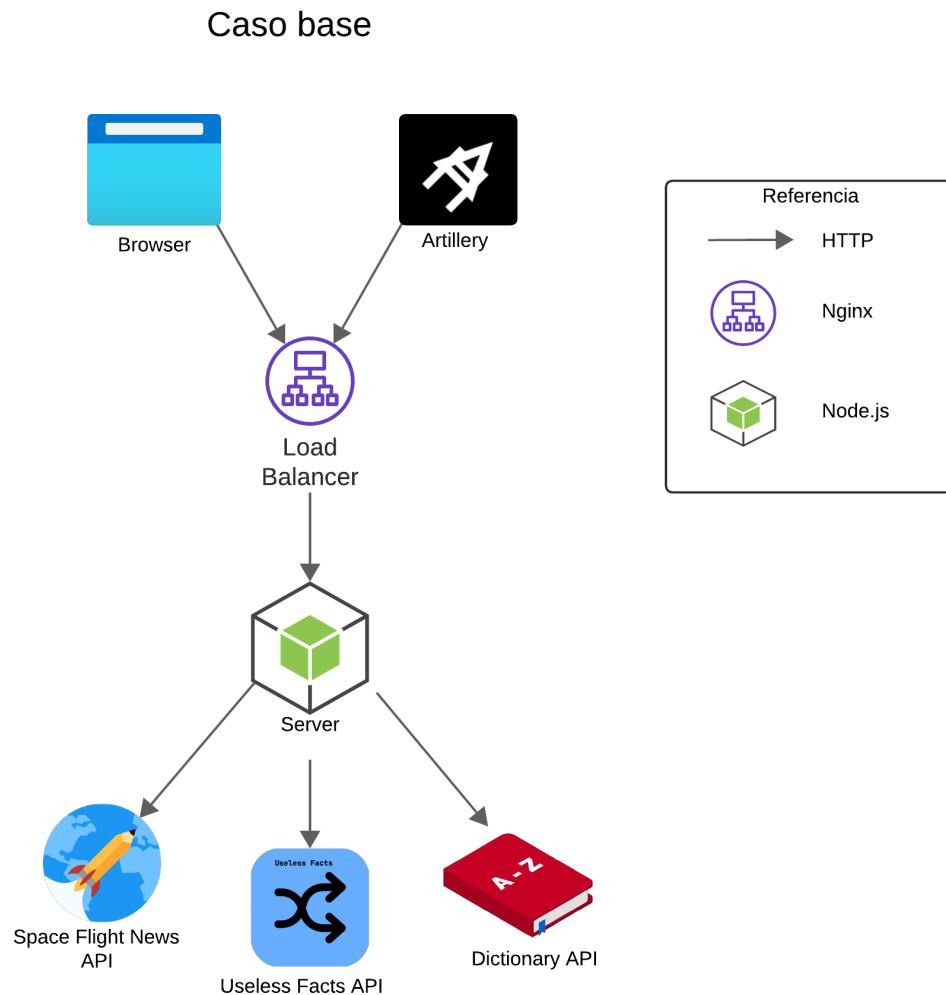 Caso base
Browser
Artillery
Referencia
HTTP
Nginx
Node.js
Load
Balancer
Server
Space Flight News
API
Useless Facts
Useless Facts API
A-Z
Dictionary API